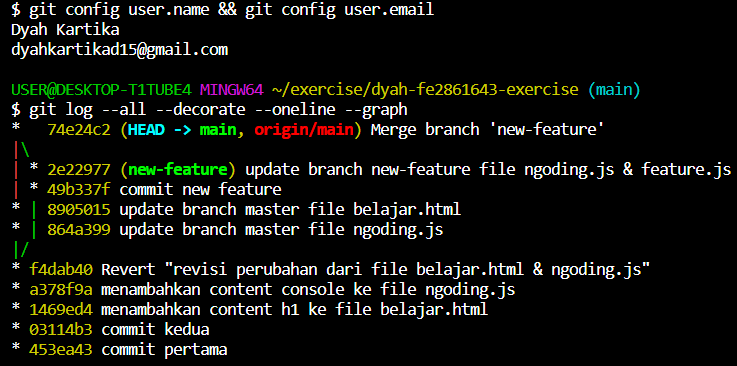 $ git config user.name && git config user.email
Dyah Kartika
dyahkartikad15@gmail.com
USER@DESKTOP-T1TUBE4 MINGW64 ~/exercise/dyah-fe2861643-exercise (main)
$ git log --all --decorate --oneline --graph
*   74e24c2 (HEAD -> main, origin/main) Merge branch 'new-feature'
|\
| * 2e22977 (new-feature) update branch new-feature file ngoding.js & feature.js
| * 49b337f commit new feature
* | 8905015 update branch master file belajar.html
* | 864a399 update branch master file ngoding.js
|/
* f4dab40 Revert "revisi perubahan dari file belajar.html & ngoding.js"
* a378f9a menambahkan content console ke file ngoding.js
* 1469ed4 menambahkan content h1 ke file belajar.html
* 03114b3 commit kedua
* 453ea43 commit pertama